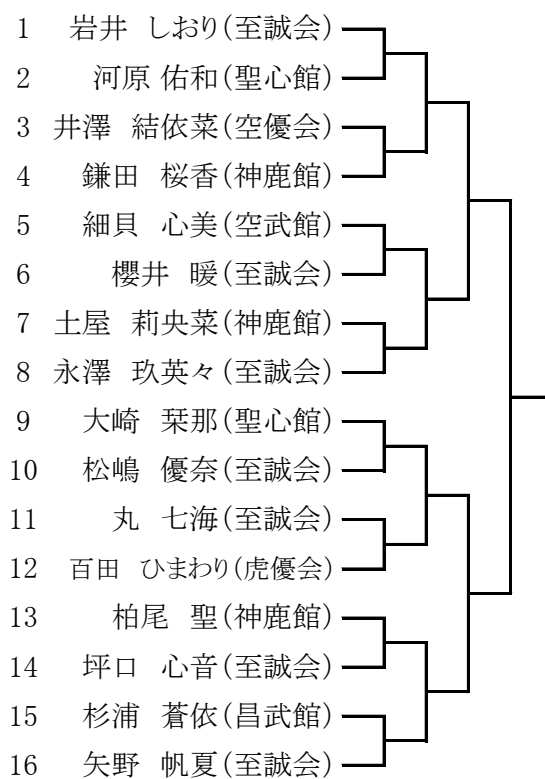 1 岩井 しおり(至誠会)
2 河原 佑和(聖心館)
3 井澤 結依菜(空優会)
4 鎌田 桜香(神鹿館)
5 細貝 心美(空武館)
6 櫻井 暖(至誠会)
7 土屋 莉央菜(神鹿館)
8 永澤 玖英々(至誠会)
9 大崎 栞那(聖心館)
10 松嶋 優奈(至誠会)
11 丸 七海(至誠会)
12 百田 ひまわり(虎優会)
13 柏尾 聖(神鹿館)
14 坪口 心音(至誠会)
15 杉浦 蒼依(昌武館)
16 矢野 帆夏(至誠会)